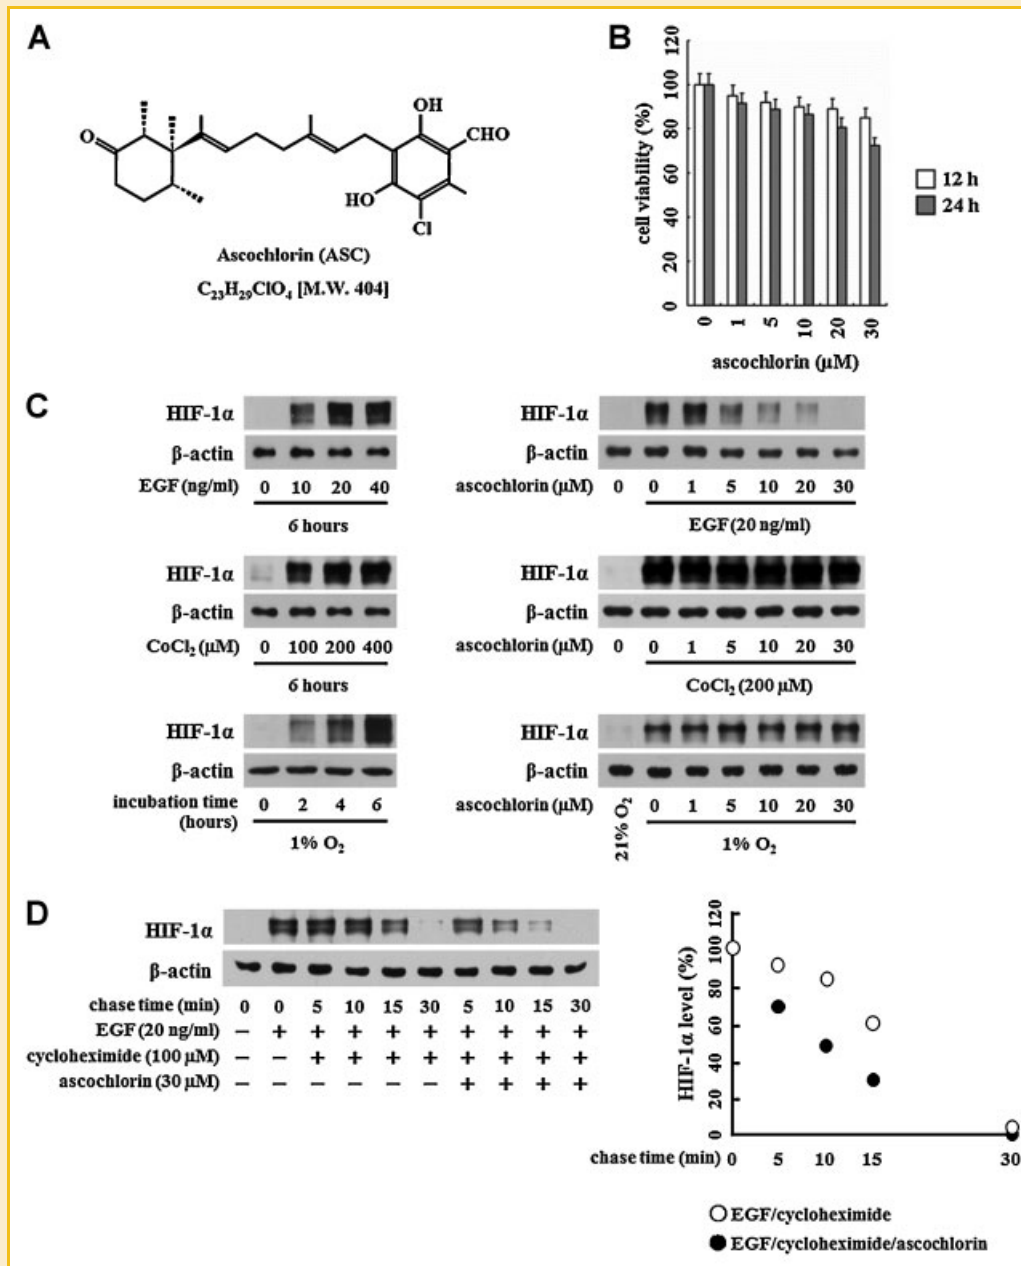 A
O
OH
CHO
HO
Cl
Ascochlorin (ASC)
C₂₃H₂₉ClO₄ [M.W. 404]
B
cell viability (%)
120
100
80
60
40
20
0
0 1 5 10 20 30
ascochlorin (µM)
12 h
24 h
C
HIF-1α
β-actin
EGF (ng/ml) 0 10 20 40
6 hours
HIF-1α
β-actin
ascochlorin (µM) 0 0 1 5 10 20 30
EGF (20 ng/ml)
HIF-1α
β-actin
CoCl₂ (µM) 0 100 200 400
6 hours
HIF-1α
β-actin
ascochlorin (µM) 0 0 1 5 10 20 30
CoCl₂ (200 µM)
HIF-1α
β-actin
incubation time (hours) 0 2 4 6
1% O₂
HIF-1α
β-actin
ascochlorin (µM) 0 1 5 10 20 30
21% O₂
1% O₂
D
HIF-1α
β-actin
chase time (min) 0 0 5 10 15 30 5 10 15 30
EGF (20 ng/ml) – + + + + + + + + +
cycloheximide (100 µM) – – + + + + + + + +
ascochlorin (30 µM) – – – – – – + + + +
HIF-1α level (%)
120
100
80
60
40
20
0
chase time (min) 0 5 10 15 30
EGF/cycloheximide
EGF/cycloheximide/ascochlorin